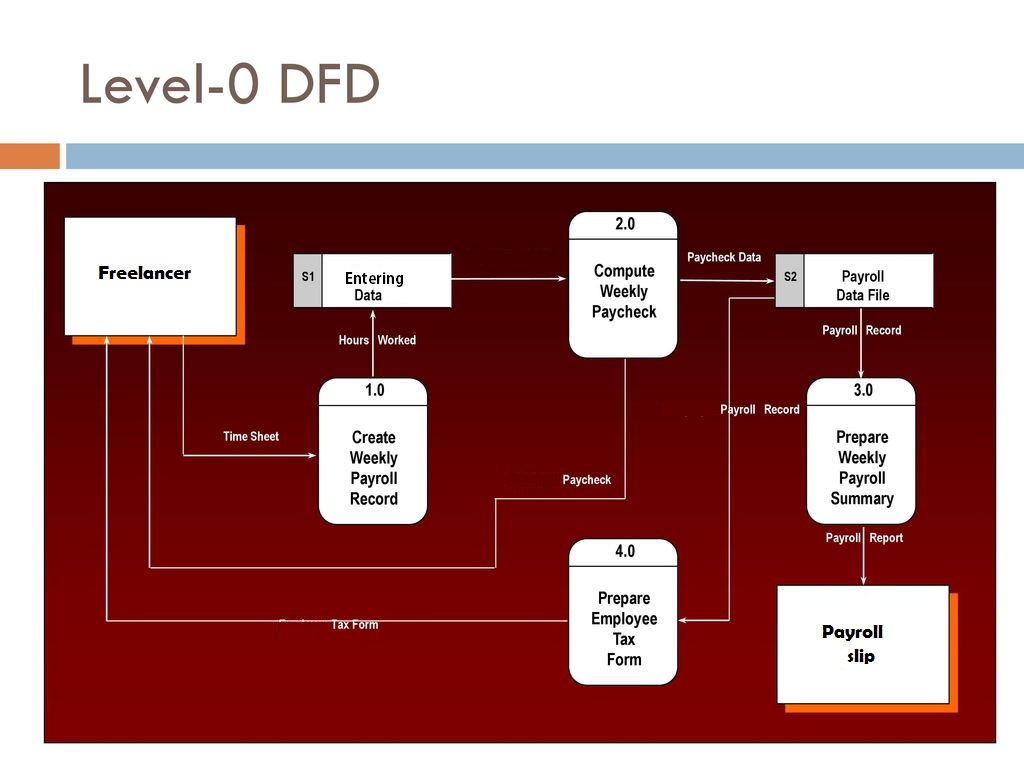 Level-0 DFD
Freelancer
S1
Entering
Data
2.0
Compute
Weekly
Paycheck
Paycheck Data
S2
Payroll
Data File
Hours Worked
Payroll Record
1.0
Create
Weekly
Payroll
Record
Time Sheet
Payroll Record
3.0
Prepare
Weekly
Payroll
Summary
Paycheck
Payroll Report
4.0
Prepare
Employee
Tax
Form
Tax Form
Payroll
slip